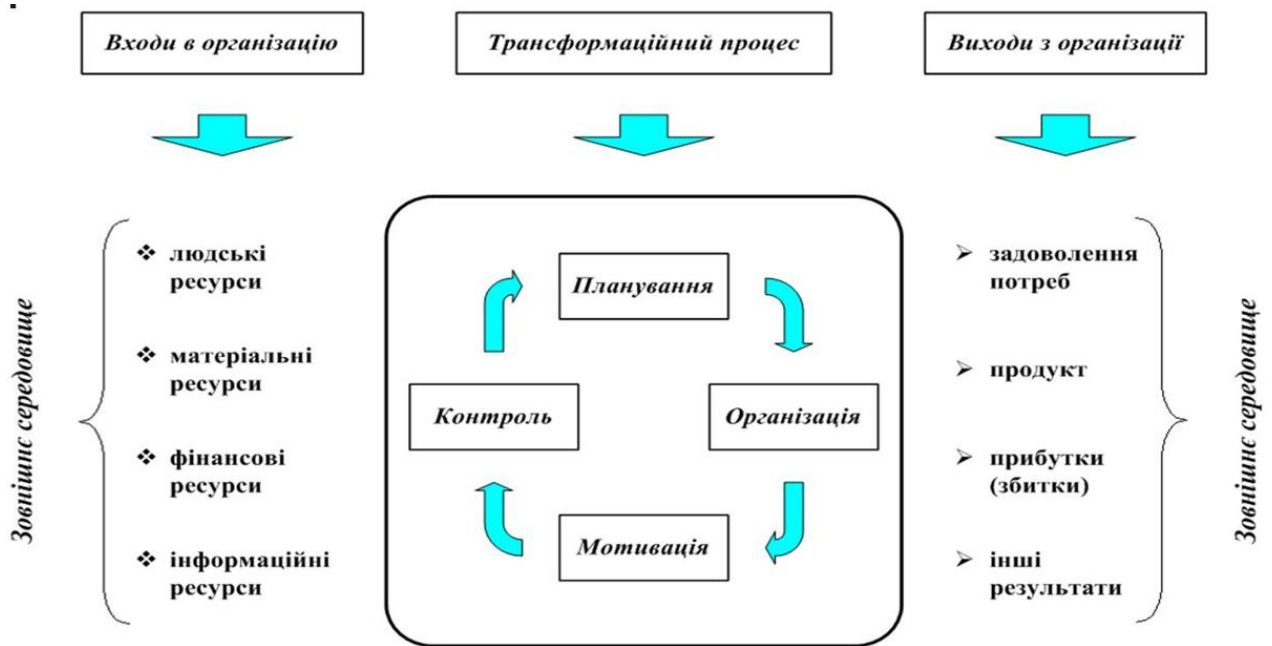 Входи в організацію
Трансформаційний процес
Виходи з організації
Зовнішнє середовище
❖ людські
ресурси
❖ матеріальні
ресурси
❖ фінансові
ресурси
❖ інформаційні
ресурси
Планування
Контроль
Організація
Мотивація
➢ задоволення
потреб
➢ продукт
➢ прибутки
(збитки)
➢ інші
результати
Зовнішнє середовище